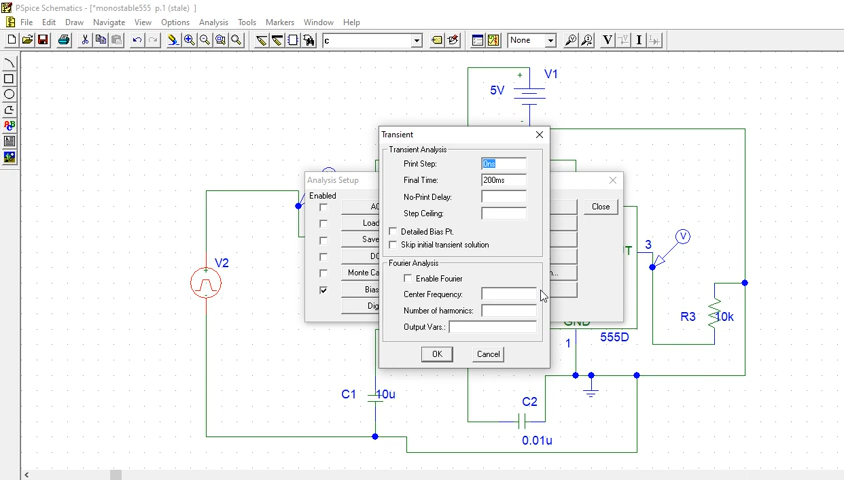 PSpice Schematics - [*monostable555 p.1 (stale) ]
File Edit Draw Navigate View Options Analysis Tools Markers Window Help
c
None
V
I
V1
5V
+
-
Transient
Transient Analysis
Print Step: 0ns
Final Time: 200ms
No-Print Delay:
Step Ceiling:
Detailed Bias Pt.
Skip initial transient solution
Fourier Analysis
Enable Fourier
Center Frequency:
Number of harmonics:
Output Vars.:
OK Cancel
Analysis Setup
Enabled
AC
Load
Save
DC
Monte Ca
Bias
Dig
Close
n...
V2
T
3
V
R3 10k
GND
1
555D
C1 10u
C2
0.01u